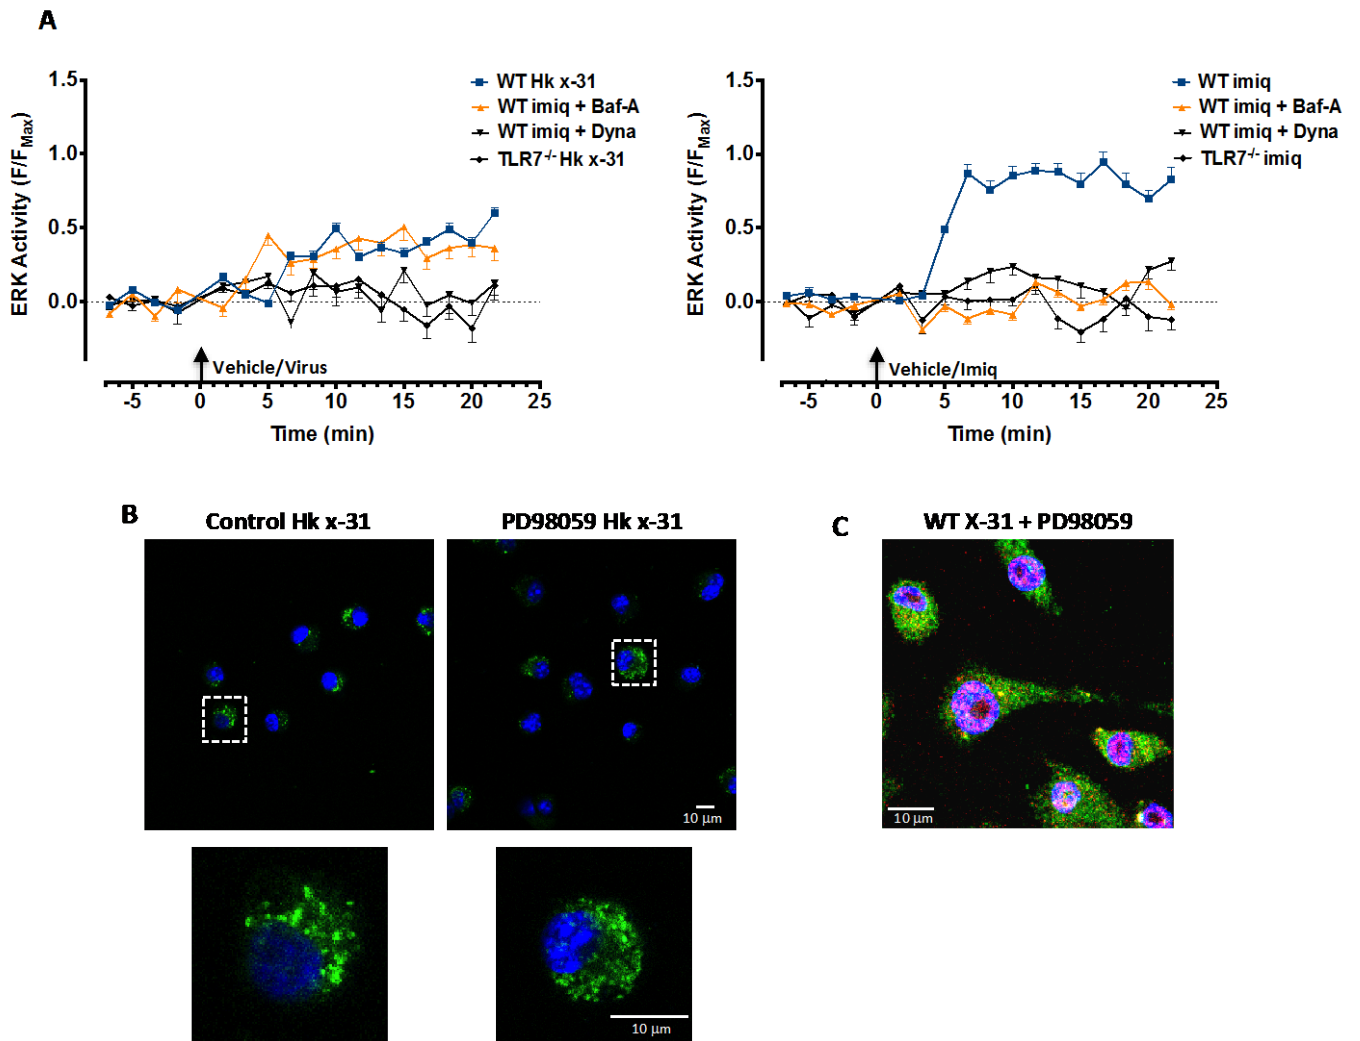 A
1.5
1.0
0.5
0.0
ERK Activity (F/F_Max)
WT Hk x-31
WT imiq + Baf-A
WT imiq + Dyna
TLR7-/- Hk x-31
Vehicle/Virus
-5 0 5 10 15 20 25
Time (min)
1.5
1.0
0.5
0.0
ERK Activity (F/F_Max)
WT imiq
WT imiq + Baf-A
WT imiq + Dyna
TLR7-/- imiq
Vehicle/Imiq
-5 0 5 10 15 20 25
Time (min)
B
Control Hk x-31
PD98059 Hk x-31
10 µm
10 µm
C
WT X-31 + PD98059
10 µm